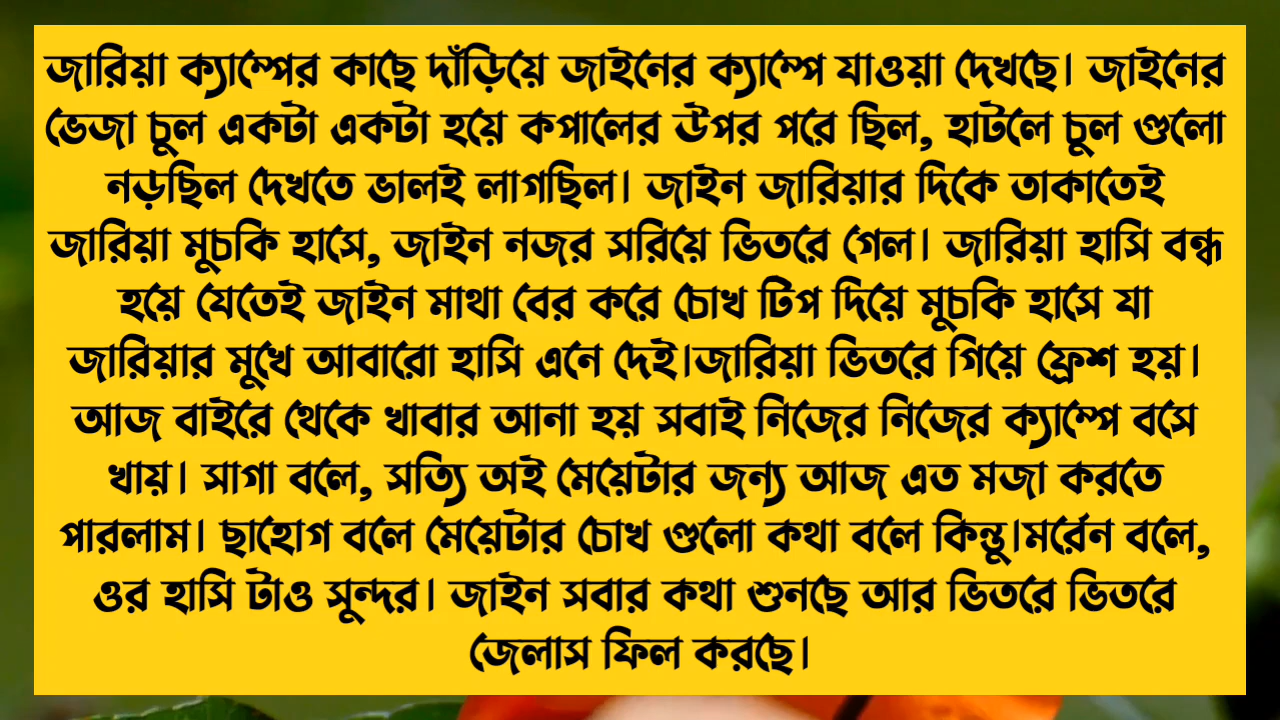 জারিয়া ক্যাম্পের কাছে দাঁড়িয়ে জাইনের ক্যাম্পে যাওয়া দেখছে। জাইনের
ভেজা চুল একটা একটা হয়ে কপালের উপর পরে ছিল, হাটলে চুল গুলো
নড়ছিল দেখতে ভালই লাগছিল। জাইন জারিয়ার দিকে তাকাতেই
জারিয়া মুচকি হাসে, জাইন নজর সরিয়ে ভিতরে গেল। জারিয়া হাসি বন্ধ
হয়ে যেতেই জাইন মাথা বের করে চোখ টিপ দিয়ে মুচকি হাসে যা
জারিয়ার মুখে আবারো হাসি এনে দেই।জারিয়া ভিতরে গিয়ে ফ্রেশ হয়।
আজ বাইরে থেকে খাবার আনা হয় সবাই নিজের নিজের ক্যাম্পে বসে
খায়। সাগা বলে, সত্যি অই মেয়েটার জন্য আজ এত মজা করতে
পারলাম। ছাহোগ বলে মেয়েটার চোখ গুলো কথা বলে কিন্তু।মর্রেন বলে,
ওর হাসি টাও সুন্দর। জাইন সবার কথা শুনছে আর ভিতরে ভিতরে
জেলাস ফিল করছে।